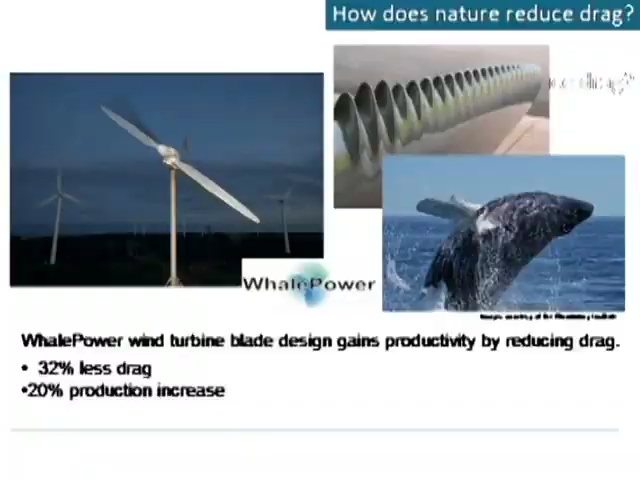 How does nature reduce drag?
WhalePower
WhalePower wind turbine blade design gains productivity by reducing drag.
• 32% less drag
•20% production increase